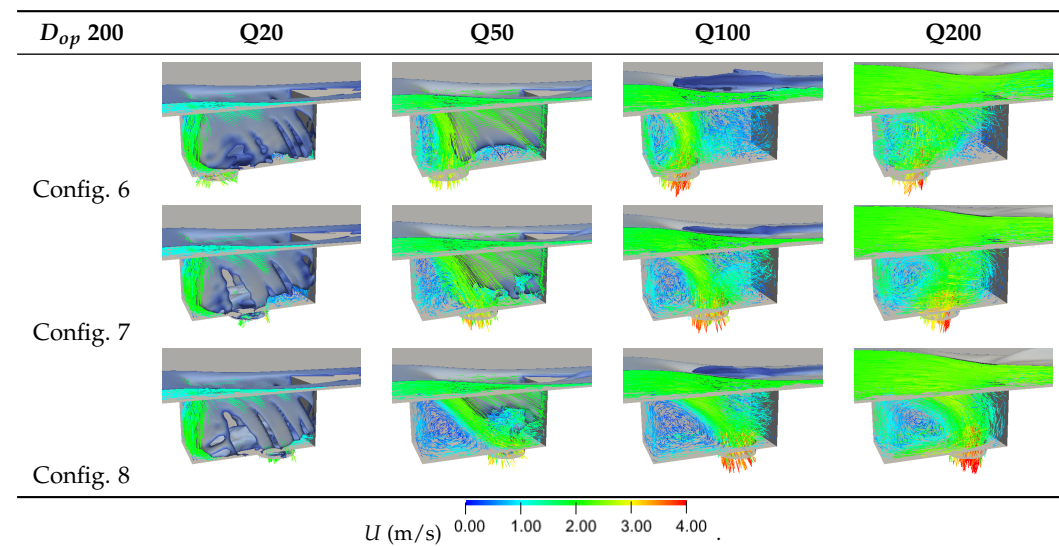 D_op 200 Q20 Q50 Q100 Q200
Config. 6
Config. 7
Config. 8
U (m/s) 0.00 1.00 2.00 3.00 4.00 .